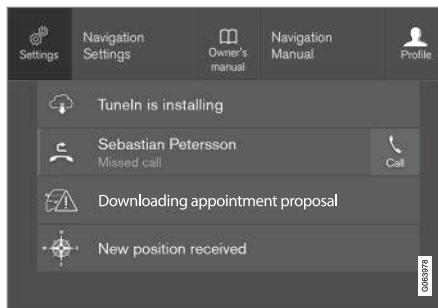 Settings
Navigation
Settings
Owner's
manual
Navigation
Manual
Profile
TuneIn is installing
Sebastian Petersson
Missed call
Call
Downloading appointment proposal
New position received
G063978